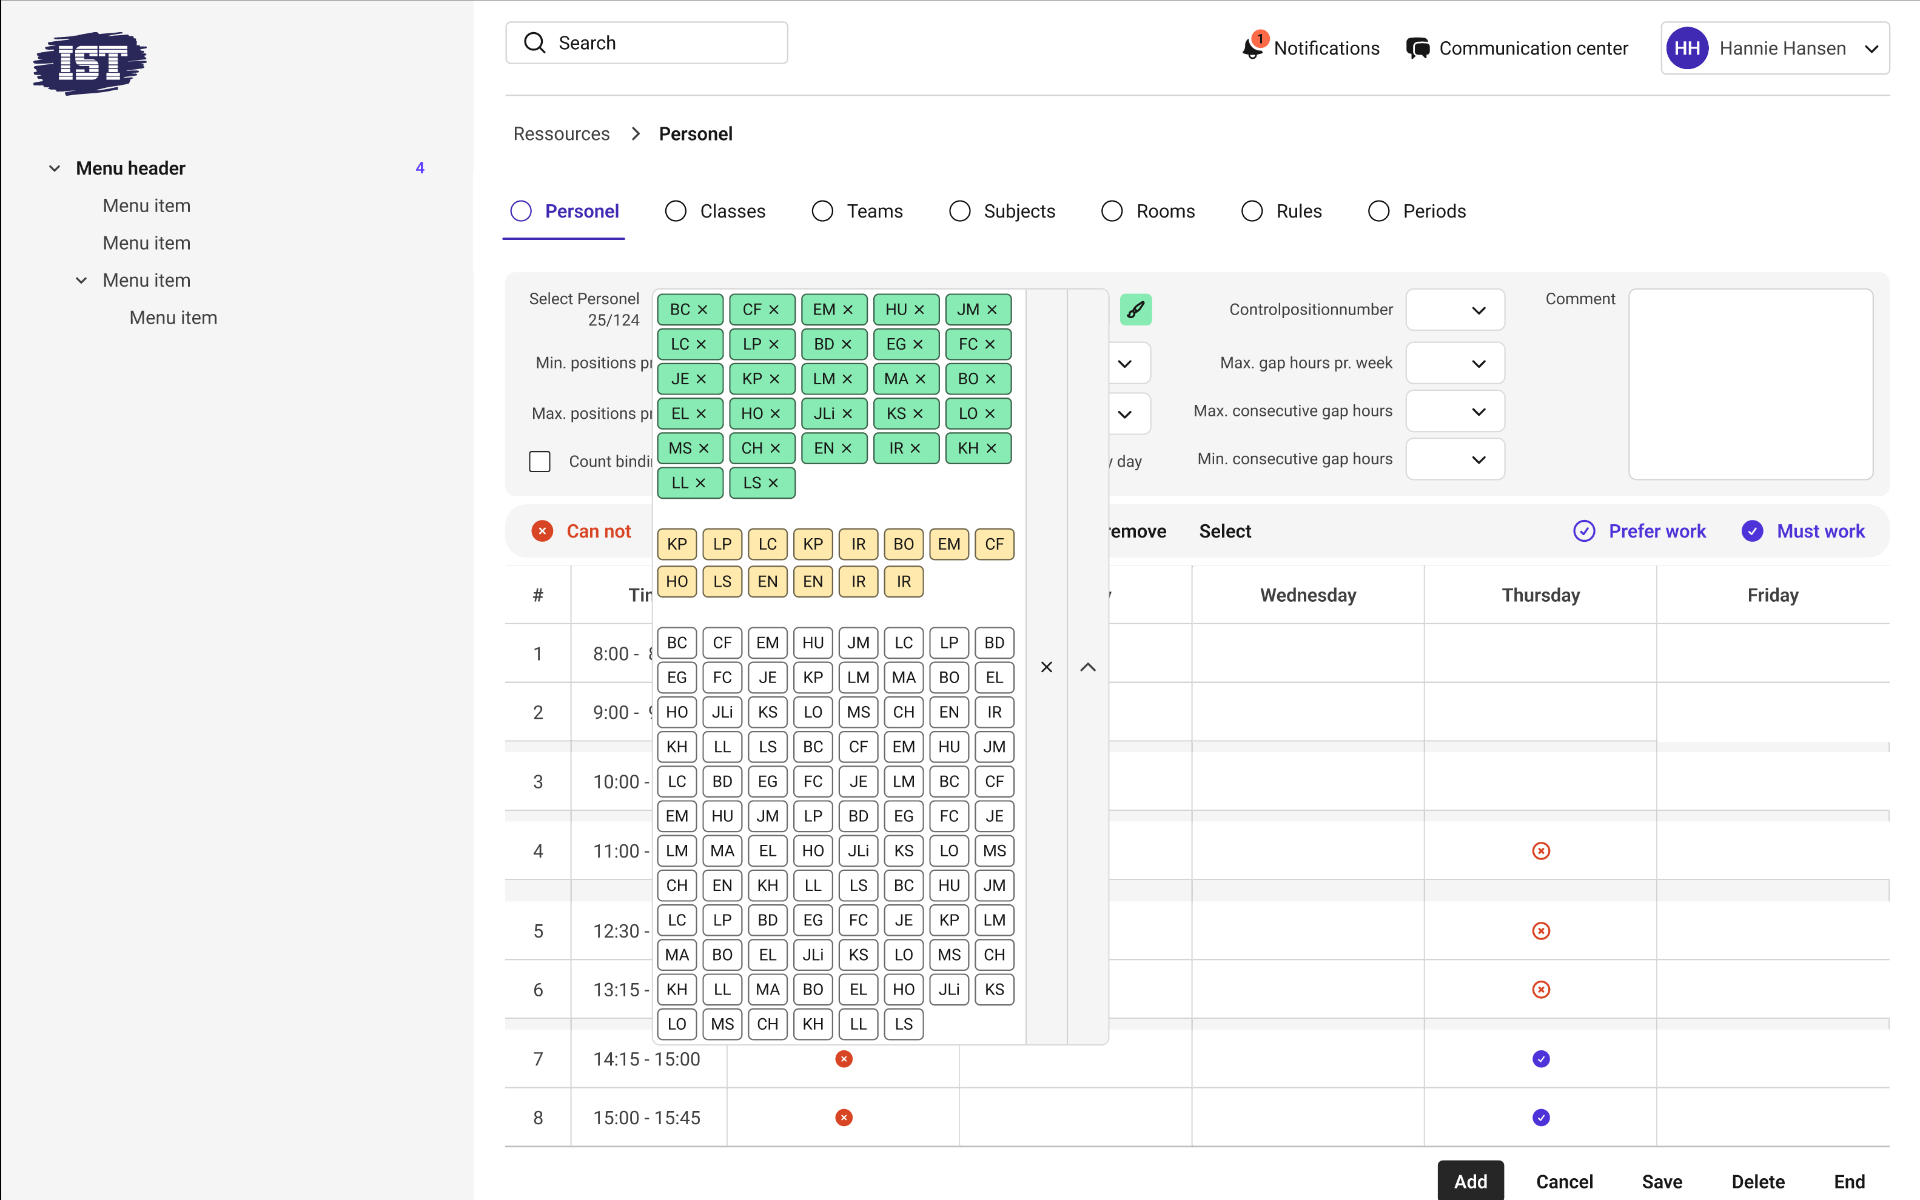 IST
Search
1
Notifications
Communication center
HH
Hannie Hansen
Menu header
4
Menu item
Menu item
Menu item
Menu item
Ressources > Personel
Personel
Classes
Teams
Subjects
Rooms
Rules
Periods
Select Personel
25/124
BC CF EM HU JM
LC LP BD EG FC
JE KP LM MA BO
EL HO JLi KS LO
MS CH EN IR KH
LL LS
KP LP LC KP IR BO EM CF
HO LS EN EN IR IR
BC CF EM HU JM LC LP BD
EG FC JE KP LM MA BO EL
HO JLi KS LO MS CH EN IR
KH LL LS BC CF EM HU JM
LC BD EG FC JE LM BC CF
EM HU JM LP BD EG FC JE
LM MA EL HO JLi KS LO MS
CH EN KH LL LS BC HU JM
LC LP BD EG FC JE KP LM
MA BO EL JLi KS LO MS CH
KH LL MA BO EL HO JLi KS
LO MS CH KH LL LS
Min. positions
Max. positions
Count
day
Controlpositionnumber
Max. gap hours pr. week
Max. consecutive gap hours
Min. consecutive gap hours
Comment
Can not
Select
Prefer work
Must work
#
Wednesday
Thursday
Friday
1
8:00 -
2
9:00 -
3
10:00 -
4
11:00 -
5
12:30 -
6
13:15 -
7
14:15 - 15:00
8
15:00 - 15:45
Add
Cancel
Save
Delete
End